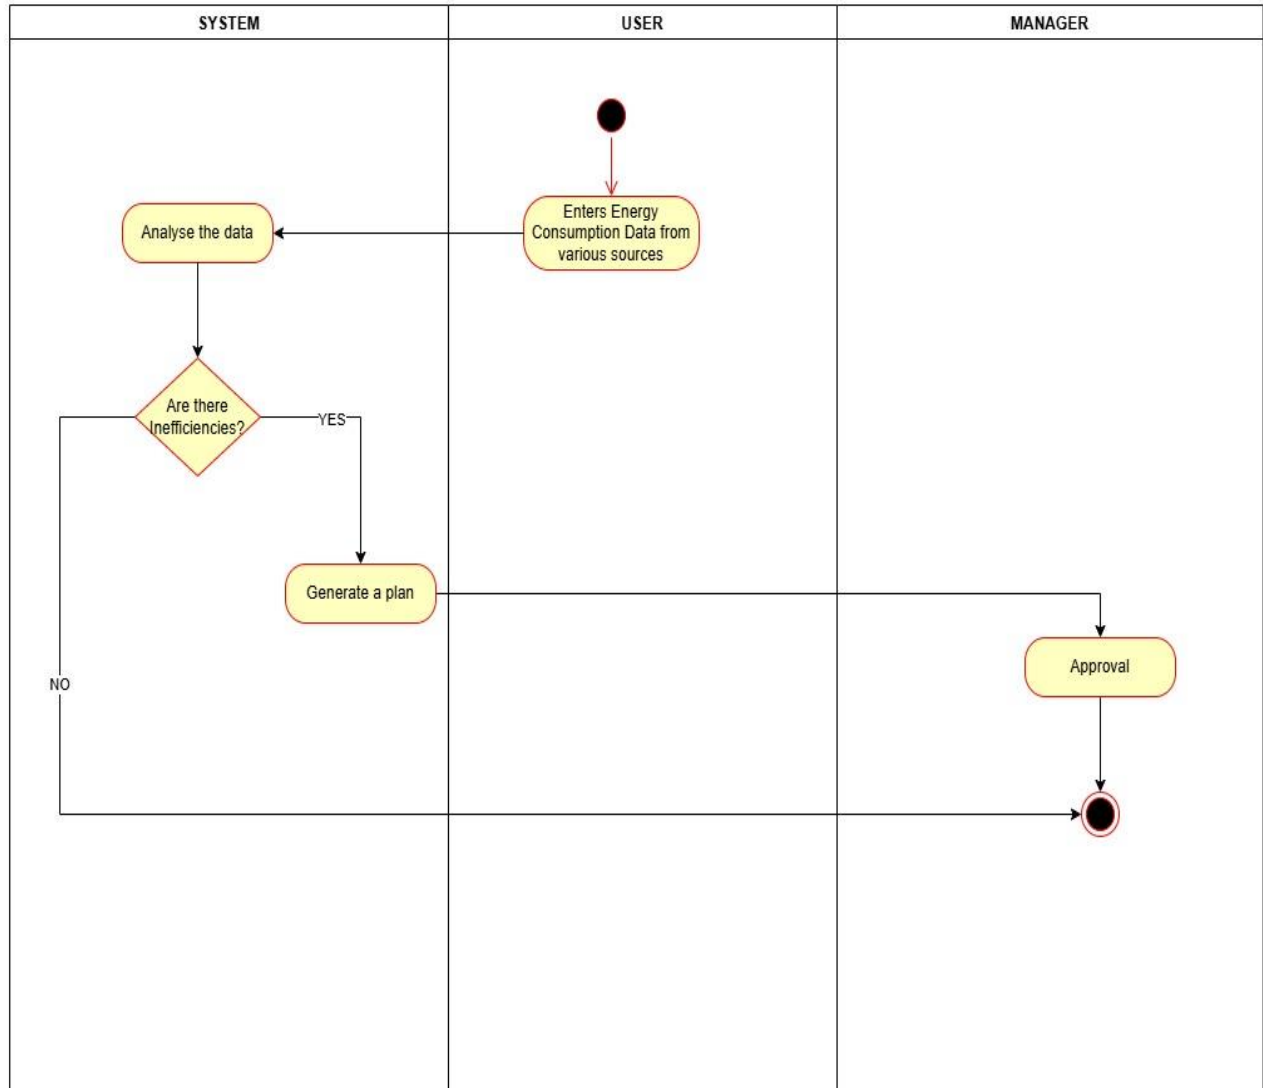 SYSTEM
USER
MANAGER
Enters Energy
Consumption Data from
various sources
Analyse the data
Are there
Inefficiencies?
YES
Generate a plan
NO
Approval